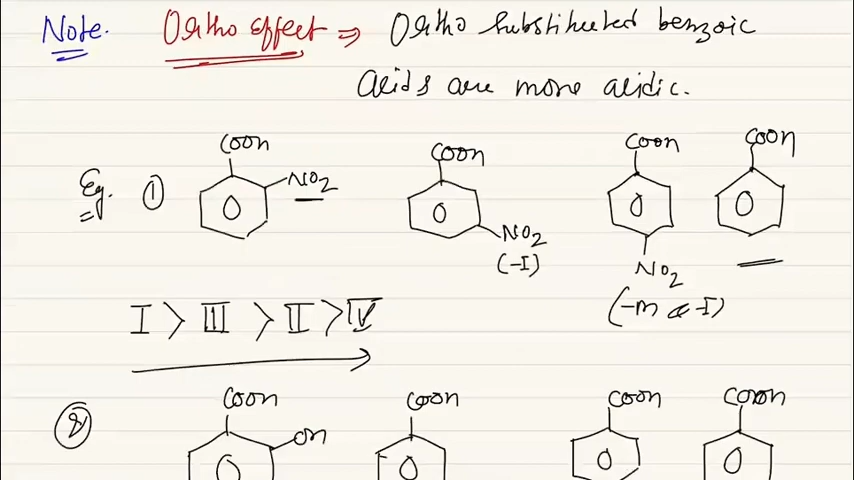 Note. Ortho effect ⇒ Ortho substituted benzoic
Acids are more acidic.
Eg. ① COOH NO2 COOH NO2 (-I) COOH NO2 (-m & -I) COOH
I > III > II > IV
② COOH OH COOH COOH COOH